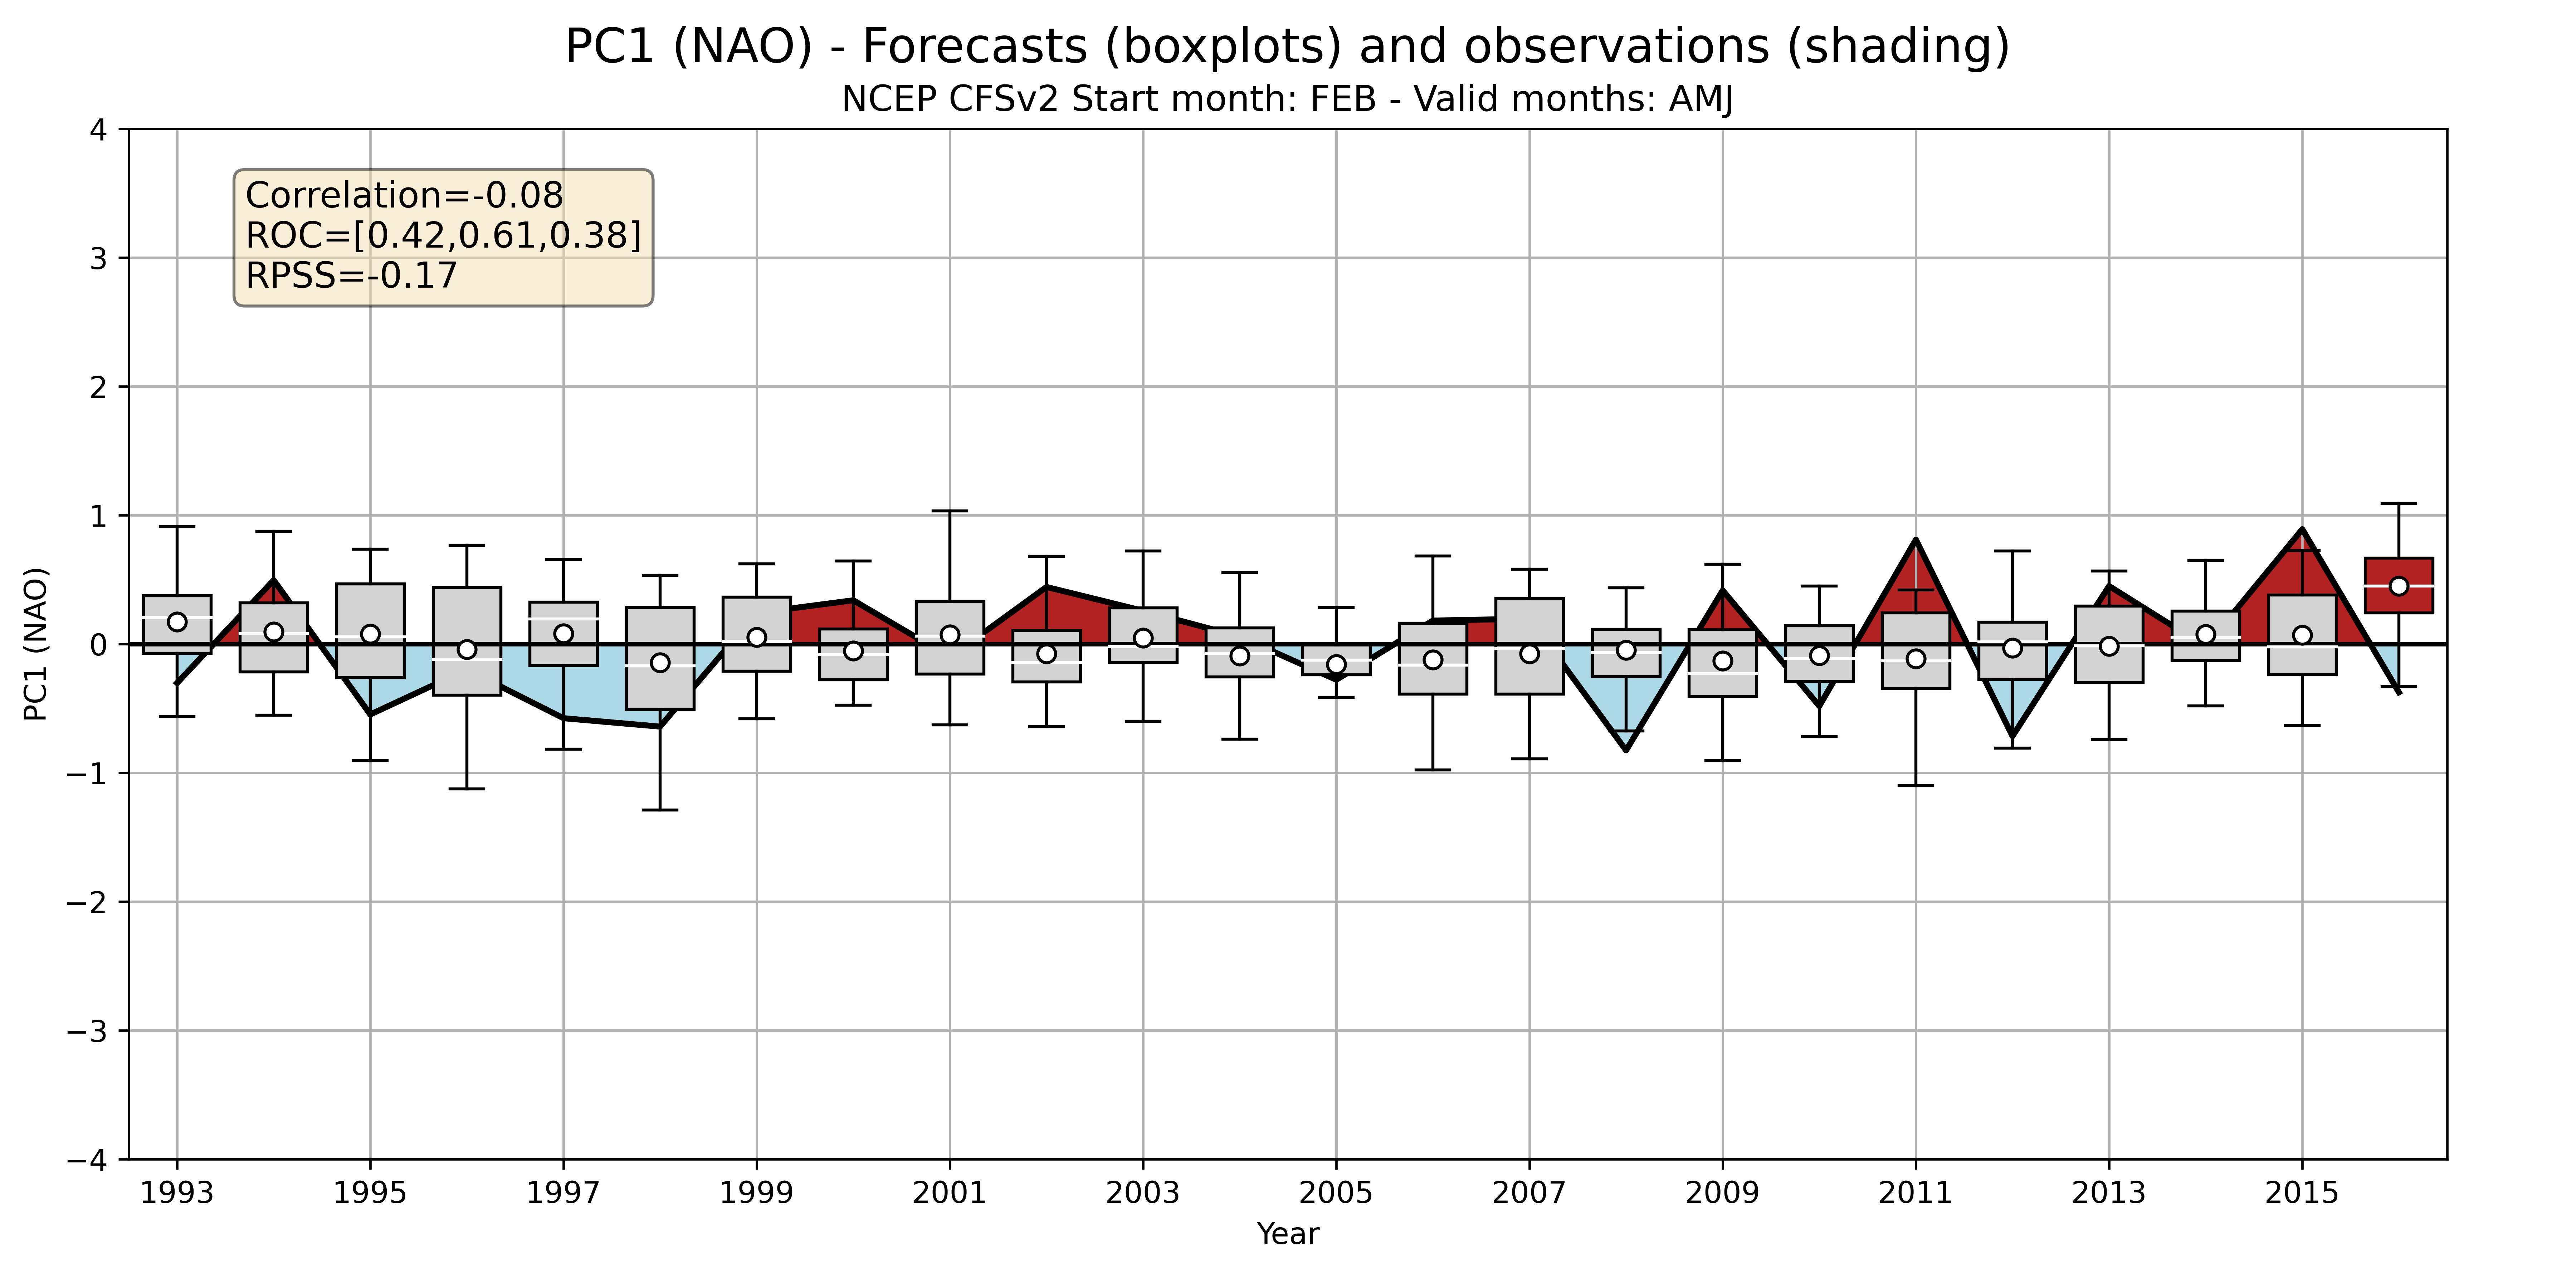 PC1 (NAO) - Forecasts (boxplots) and observations (shading)
NCEP CFSv2 Start month: FEB - Valid months: AMJ
Correlation=-0.08
ROC=[0.42,0.61,0.38]
RPSS=-0.17
PC1 (NAO)
4
3
2
1
0
−1
−2
−3
−4
1993 1995 1997 1999 2001 2003 2005 2007 2009 2011 2013 2015
Year